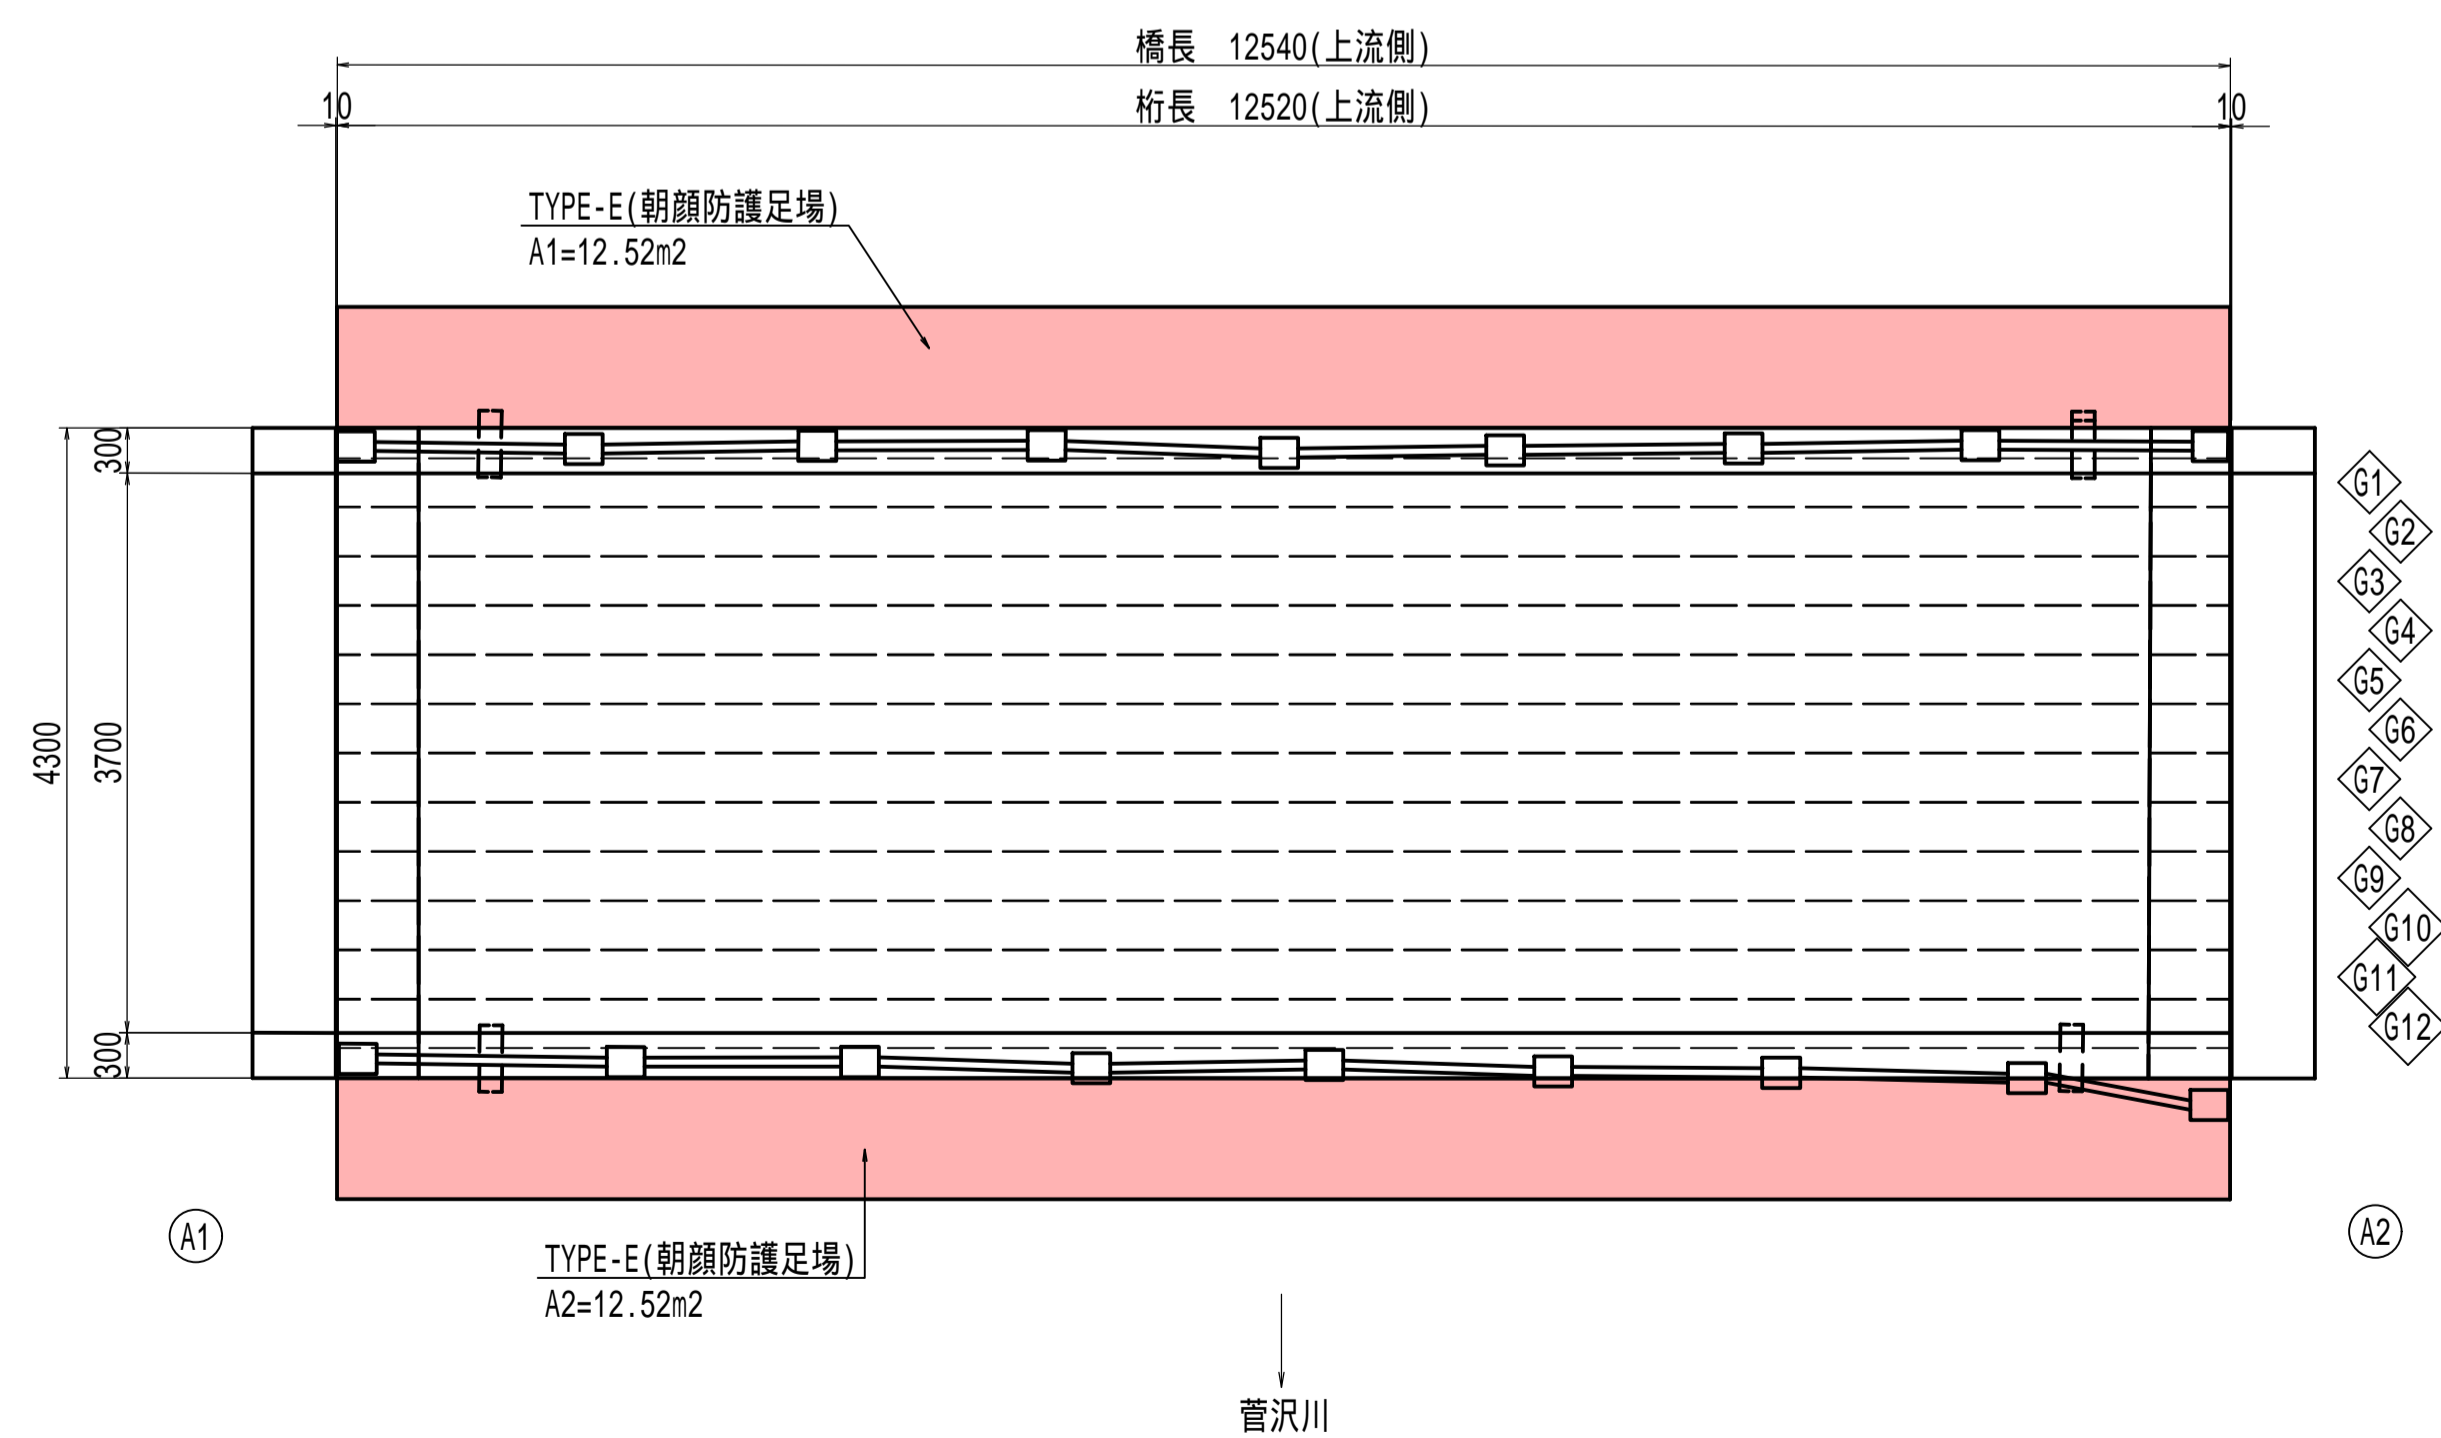 橋長　12540(上流側)
10
桁長　12520(上流側)
10
TYPE-E(朝顔防護足場)
A1=12.52m2
300
3700
4300
300
G1
G2
G3
G4
G5
G6
G7
G8
G9
G10
G11
G12
A1
A2
TYPE-E(朝顔防護足場)
A2=12.52m2
菅沢川